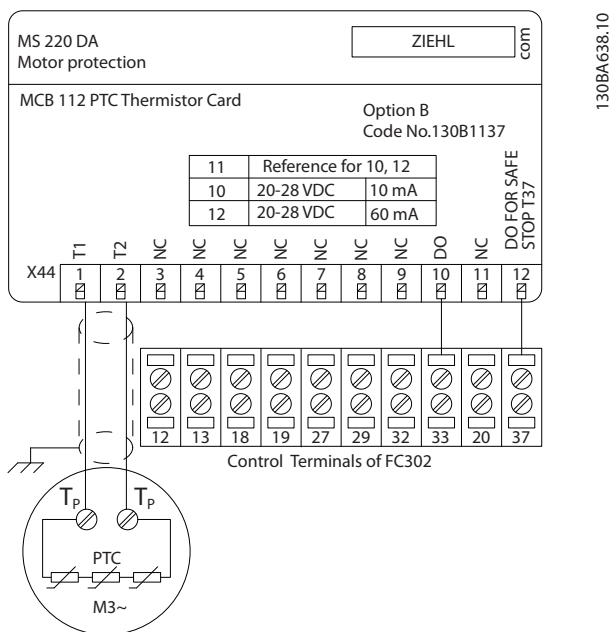 130BA638.10
MS 220 DA
Motor protection
ZIEHL
com
MCB 112 PTC Thermistor Card
Option B
Code No.130B1137
11 Reference for 10, 12
10 20-28 VDC 10 mA
12 20-28 VDC 60 mA
T1 T2 NC NC NC NC NC NC NC DO NC DO FOR SAFE STOP T37
X44 1 2 3 4 5 6 7 8 9 10 11 12
12 13 18 19 27 29 32 33 20 37
Control Terminals of FC302
TP TP
PTC
M3~